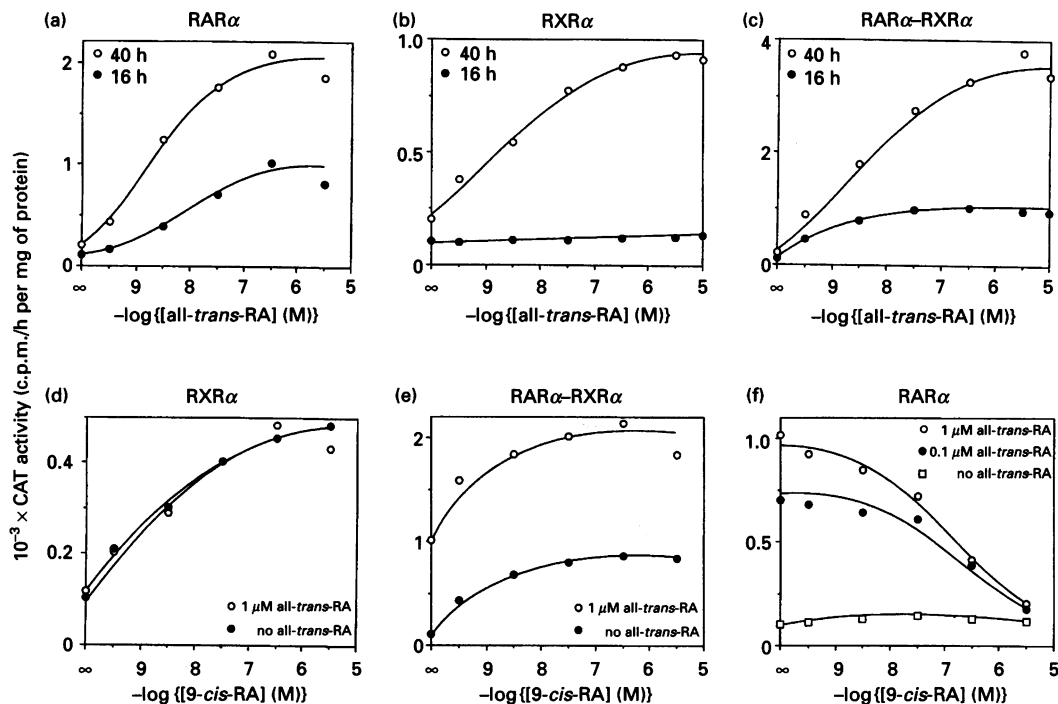 10⁻³ × CAT activity (c.p.m./h per mg of protein)
(a)
RARα
○ 40 h
● 16 h
2
1
0
∞ 9 8 7 6 5
–log{[all-trans-RA] (M)}
(b)
RXRα
○ 40 h
● 16 h
1.0
0.5
0
∞ 9 8 7 6 5
–log{[all-trans-RA] (M)}
(c)
RARα–RXRα
○ 40 h
● 16 h
4
2
0
∞ 9 8 7 6 5
–log{[all-trans-RA] (M)}
(d)
RXRα
0.4
0.2
0
○ 1 μM all-trans-RA
● no all-trans-RA
∞ 9 8 7 6 5
–log{[9-cis-RA] (M)}
(e)
RARα–RXRα
2
1
0
○ 1 μM all-trans-RA
● no all-trans-RA
∞ 9 8 7 6 5
–log{[9-cis-RA] (M)}
(f)
RARα
○ 1 μM all-trans-RA
● 0.1 μM all-trans-RA
□ no all-trans-RA
1.0
0.5
0
∞ 9 8 7 6 5
–log{[9-cis-RA] (M)}